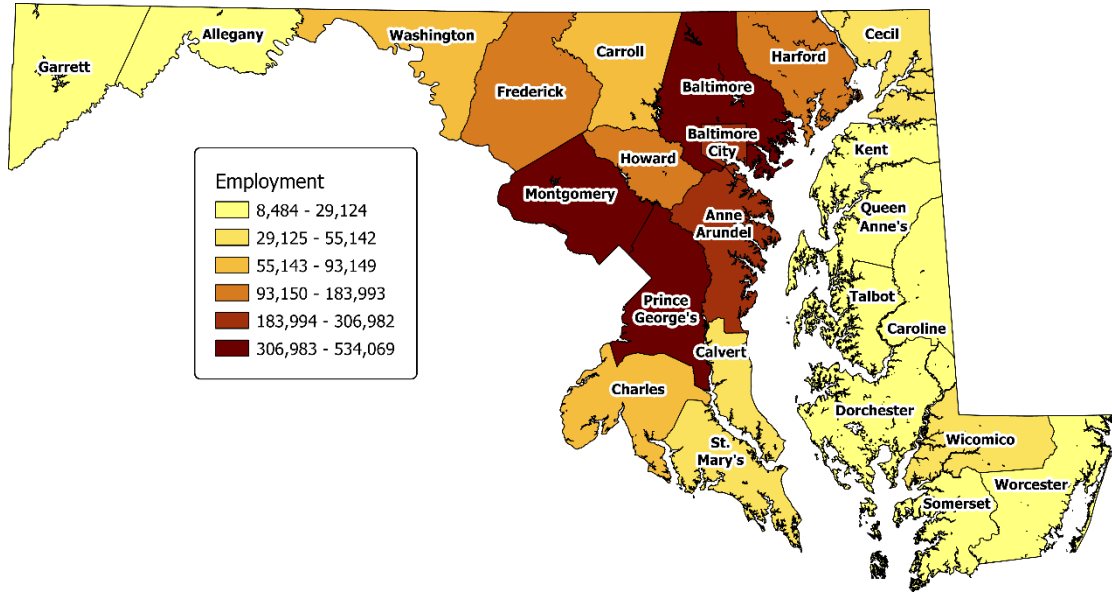 Garrett
Allegany
Washington
Frederick
Carroll
Baltimore
Harford
Cecil
Baltimore
City
Howard
Montgomery
Anne
Arundel
Kent
Queen
Anne's
Talbot
Caroline
Prince
George's
Calvert
Charles
St.
Mary's
Dorchester
Wicomico
Worcester
Somerset
Employment
8,484 - 29,124
29,125 - 55,142
55,143 - 93,149
93,150 - 183,993
183,994 - 306,982
306,983 - 534,069